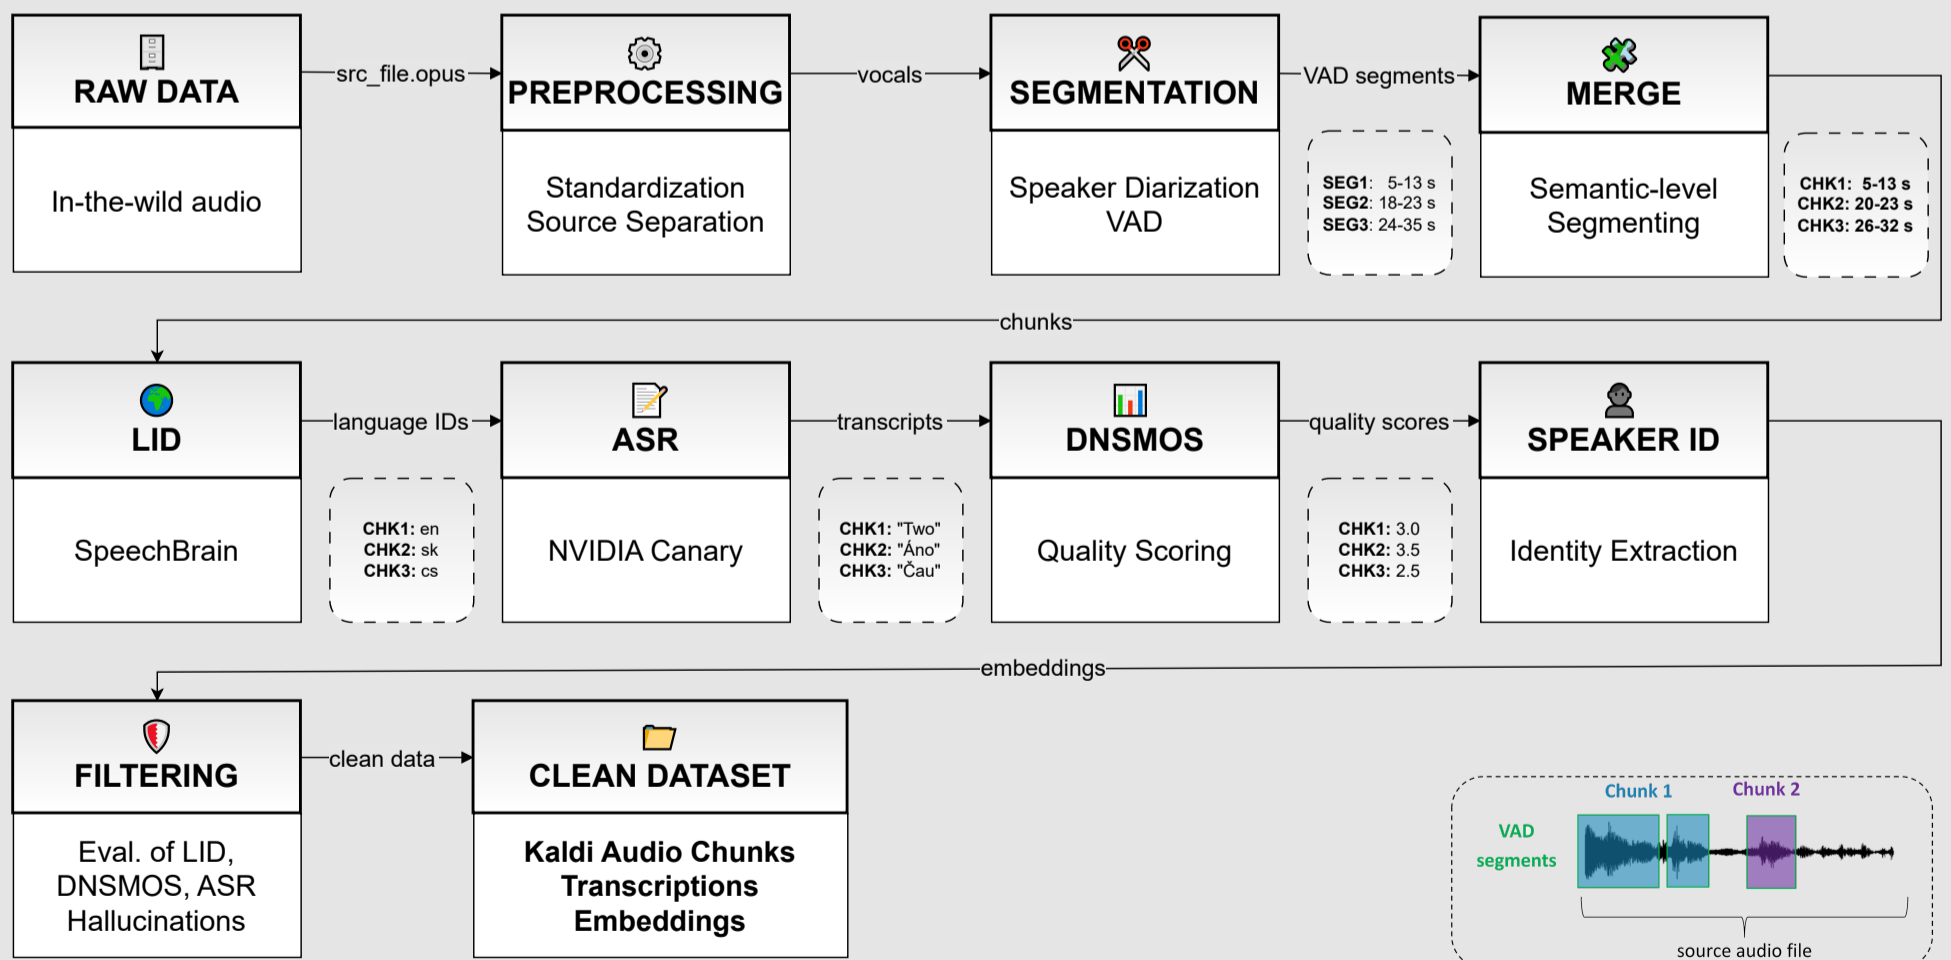 RAW DATA
In-the-wild audio
src_file.opus
PREPROCESSING
Standardization
Source Separation
vocals
SEGMENTATION
Speaker Diarization
VAD
VAD segments
SEG1: 5-13 s
SEG2: 18-23 s
SEG3: 24-35 s
MERGE
Semantic-level
Segmenting
CHK1: 5-13 s
CHK2: 20-23 s
CHK3: 26-32 s
chunks
LID
SpeechBrain
language IDs
CHK1: en
CHK2: sk
CHK3: cs
ASR
NVIDIA Canary
transcripts
CHK1: "Two"
CHK2: "Áno"
CHK3: "Čau"
DNSMOS
Quality Scoring
quality scores
CHK1: 3.0
CHK2: 3.5
CHK3: 2.5
SPEAKER ID
Identity Extraction
embeddings
FILTERING
Eval. of LID,
DNSMOS, ASR
Hallucinations
clean data
CLEAN DATASET
Kaldi Audio Chunks
Transcriptions
Embeddings
Chunk 1
Chunk 2
VAD
segments
source audio file